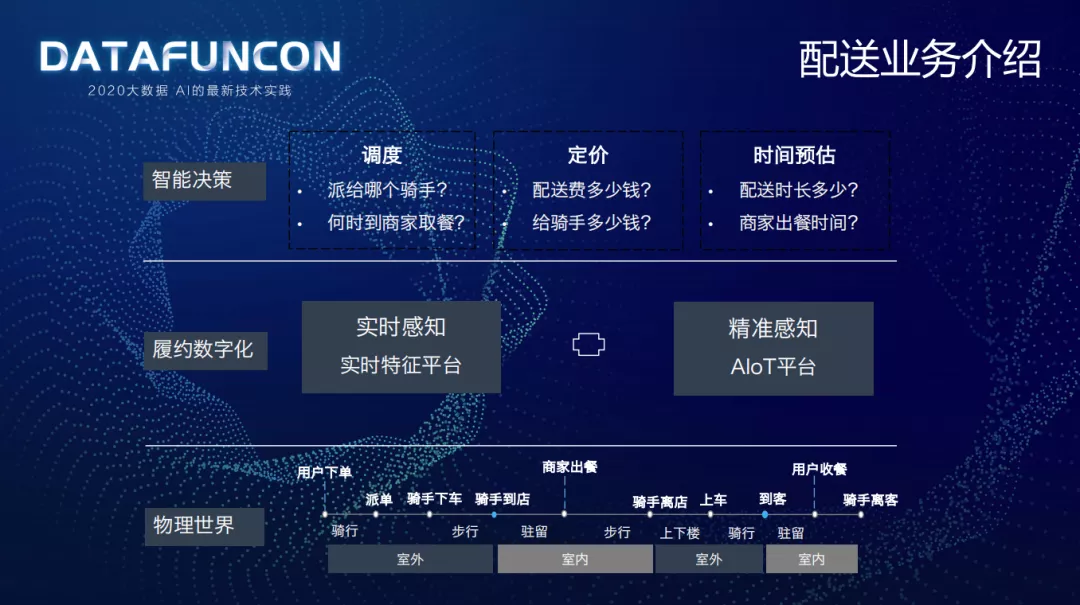 DATAFUNCON
2020大数据 AI的最新技术实践
配送业务介绍
智能决策
调度
• 派给哪个骑手?
• 何时到商家取餐?
定价
• 配送费多少钱?
• 给骑手多少钱?
时间预估
• 配送时长多少?
• 商家出餐时间?
履约数字化
实时感知
实时特征平台
精准感知
AIoT平台
物理世界
用户下单
派单
骑手下车
骑手到店
商家出餐
骑手离店
上车
到客
用户收餐
骑手离客
骑行
步行
驻留
步行
上下楼
骑行
驻留
室外
室内
室外
室内